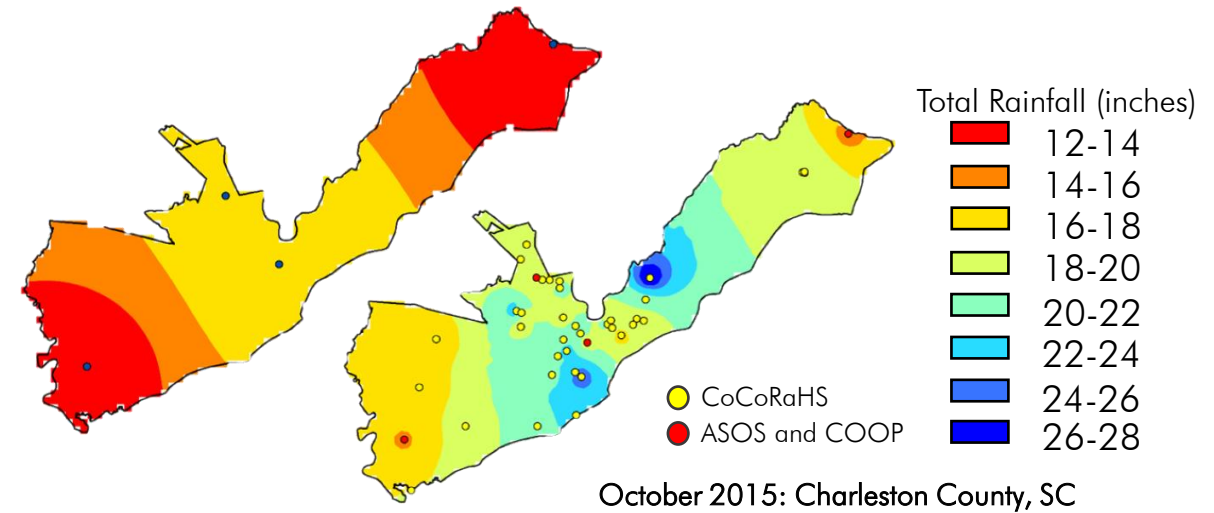 Total Rainfall (inches)
12-14
14-16
16-18
18-20
20-22
22-24
24-26
26-28
CoCoRaHS
ASOS and COOP
October 2015: Charleston County, SC